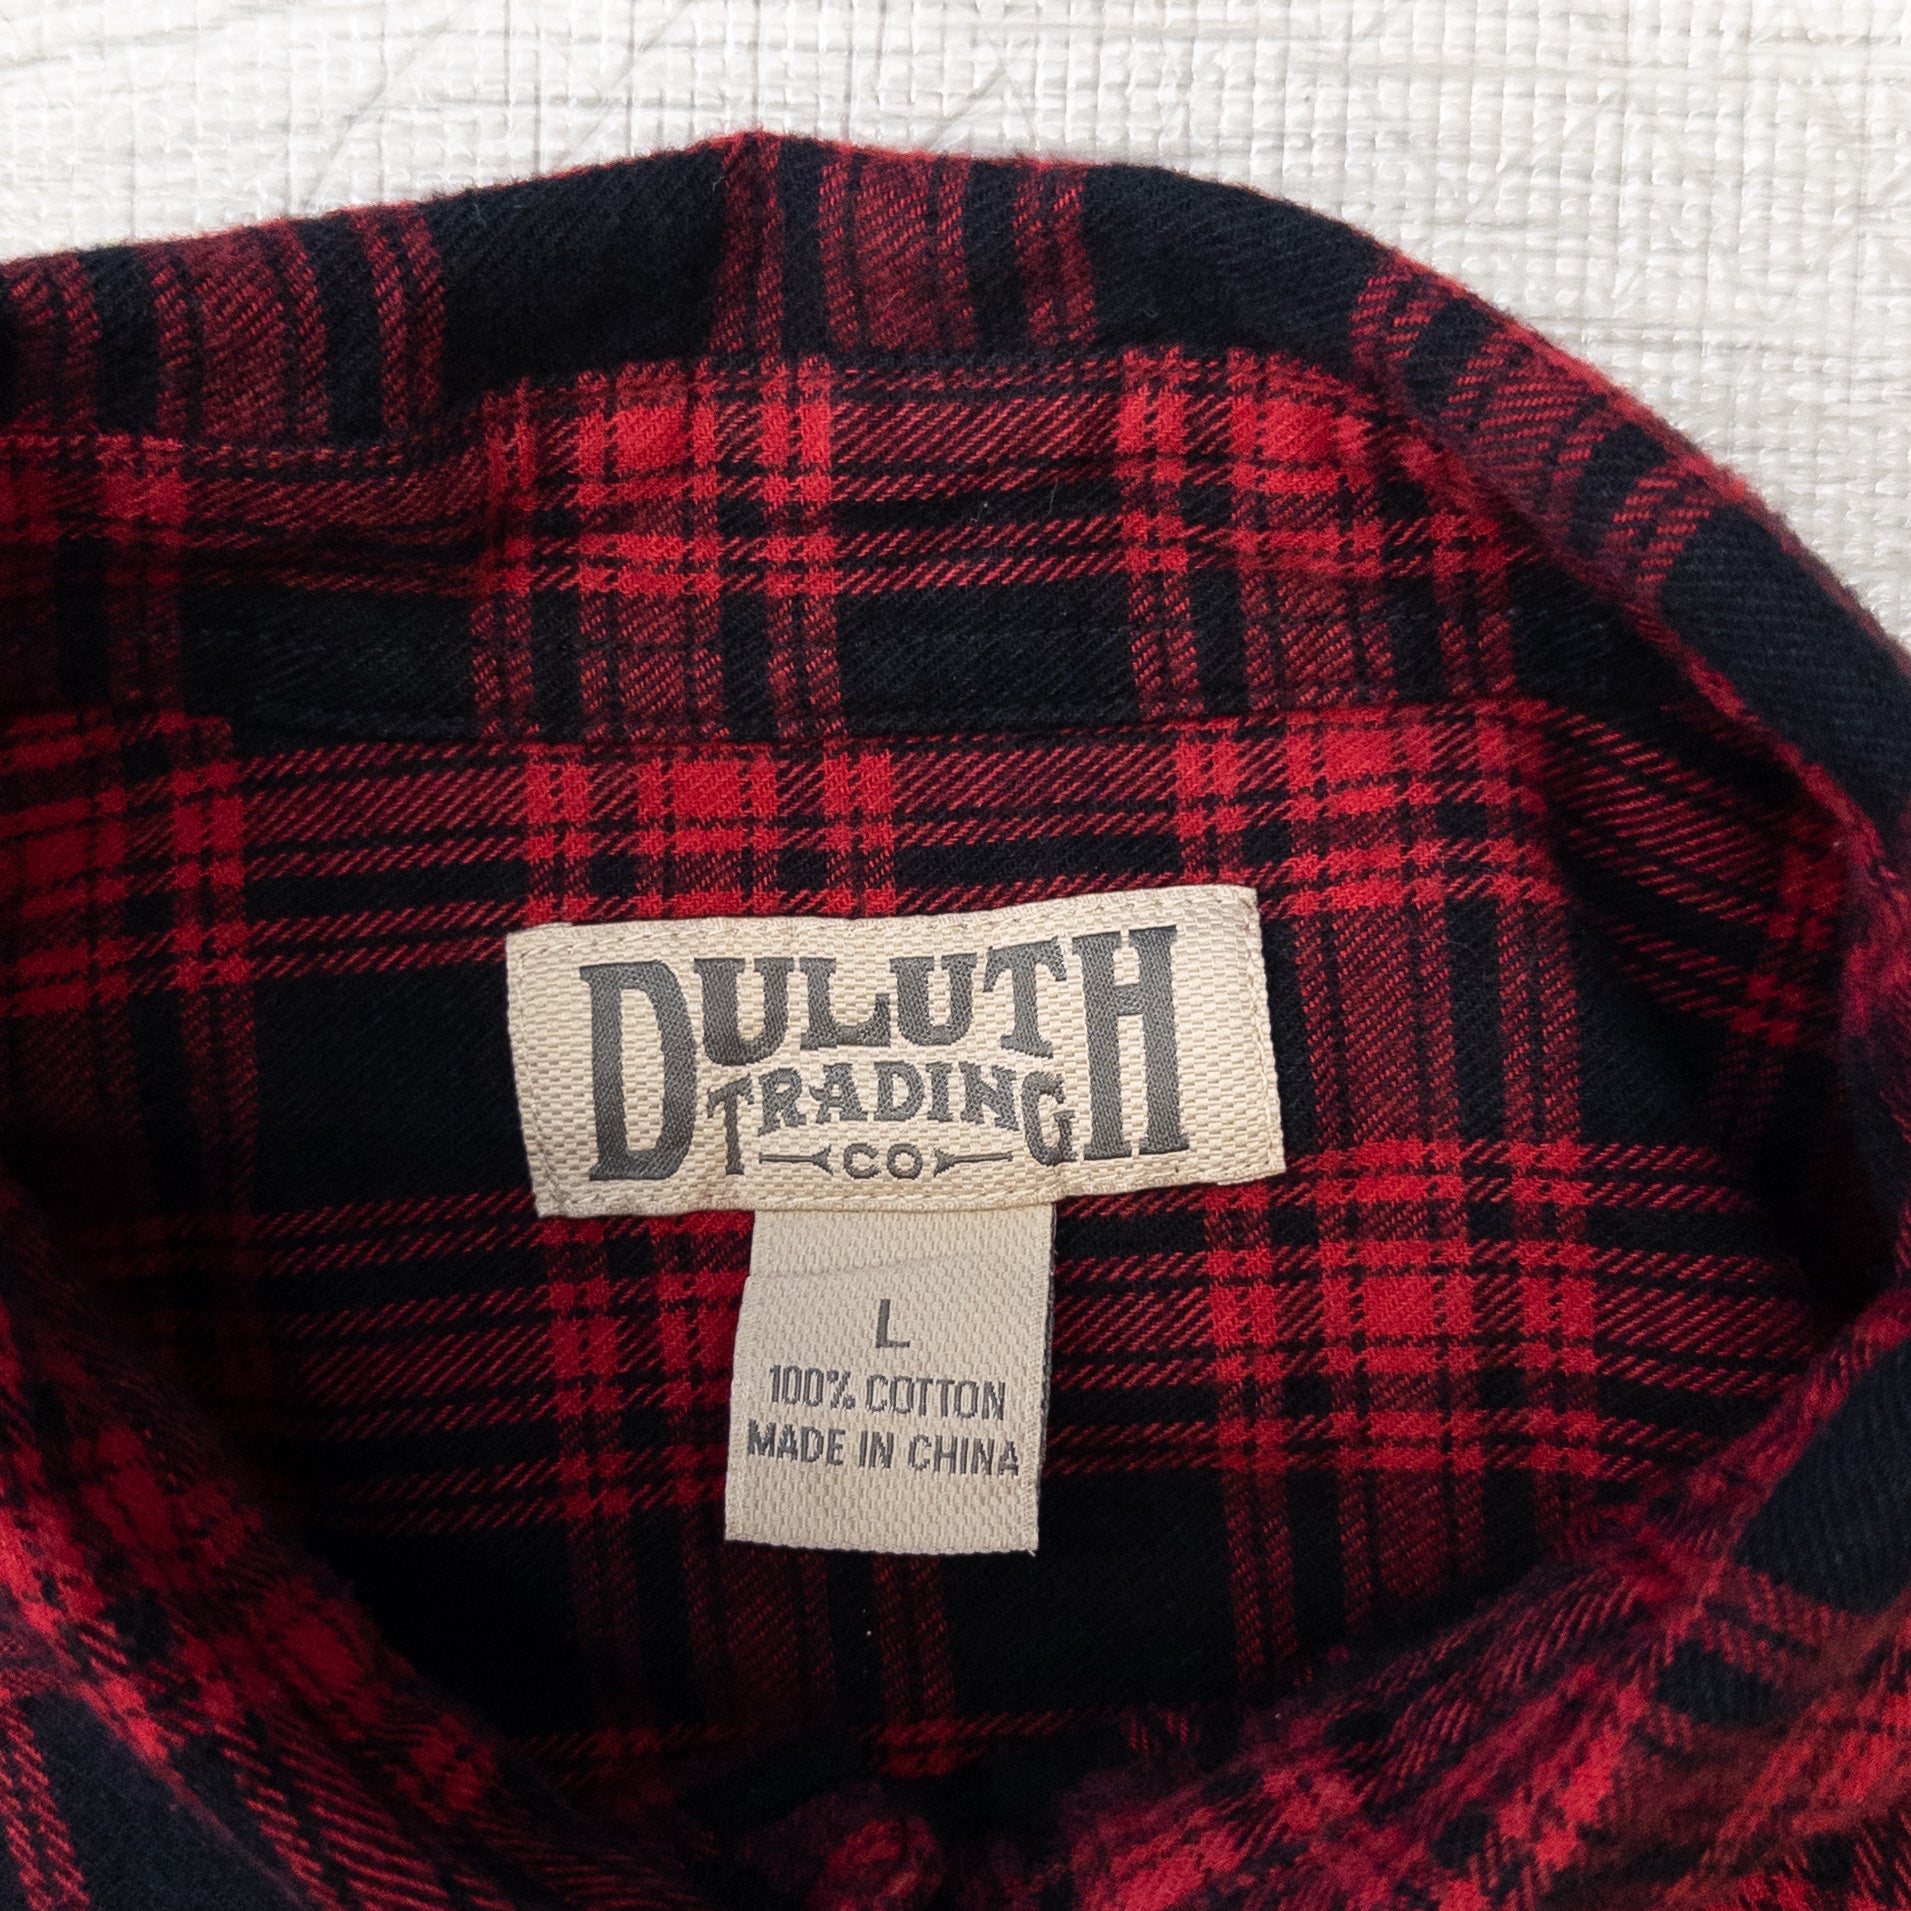 DULUTH
TRADING
CO
L
100% COTTON
MADE IN CHINA